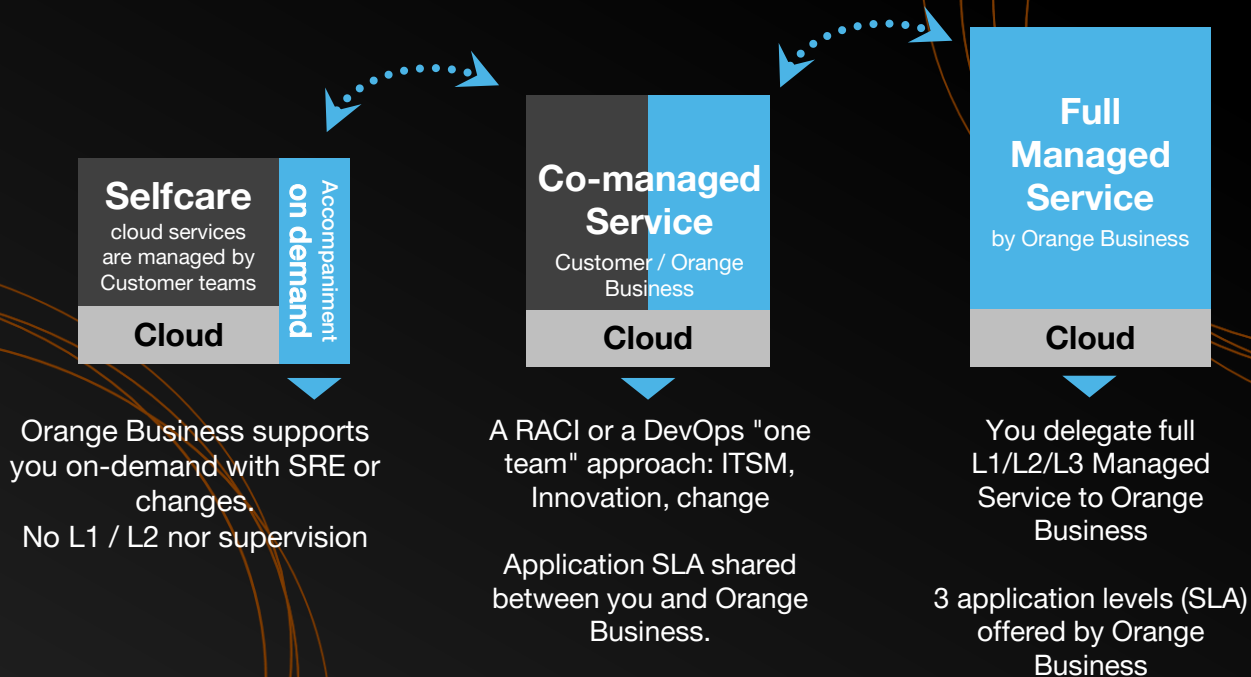 Selfcare
cloud services
are managed by
Customer teams
Cloud
Accompaniment
on demand
Orange Business supports
you on-demand with SRE or
changes.
No L1 / L2 nor supervision
Co-managed
Service
Customer / Orange
Business
Cloud
A RACI or a DevOps "one
team" approach: ITSM,
Innovation, change
Application SLA shared
between you and Orange
Business.
Full
Managed
Service
by Orange Business
Cloud
You delegate full
L1/L2/L3 Managed
Service to Orange
Business
3 application levels (SLA)
offered by Orange
Business